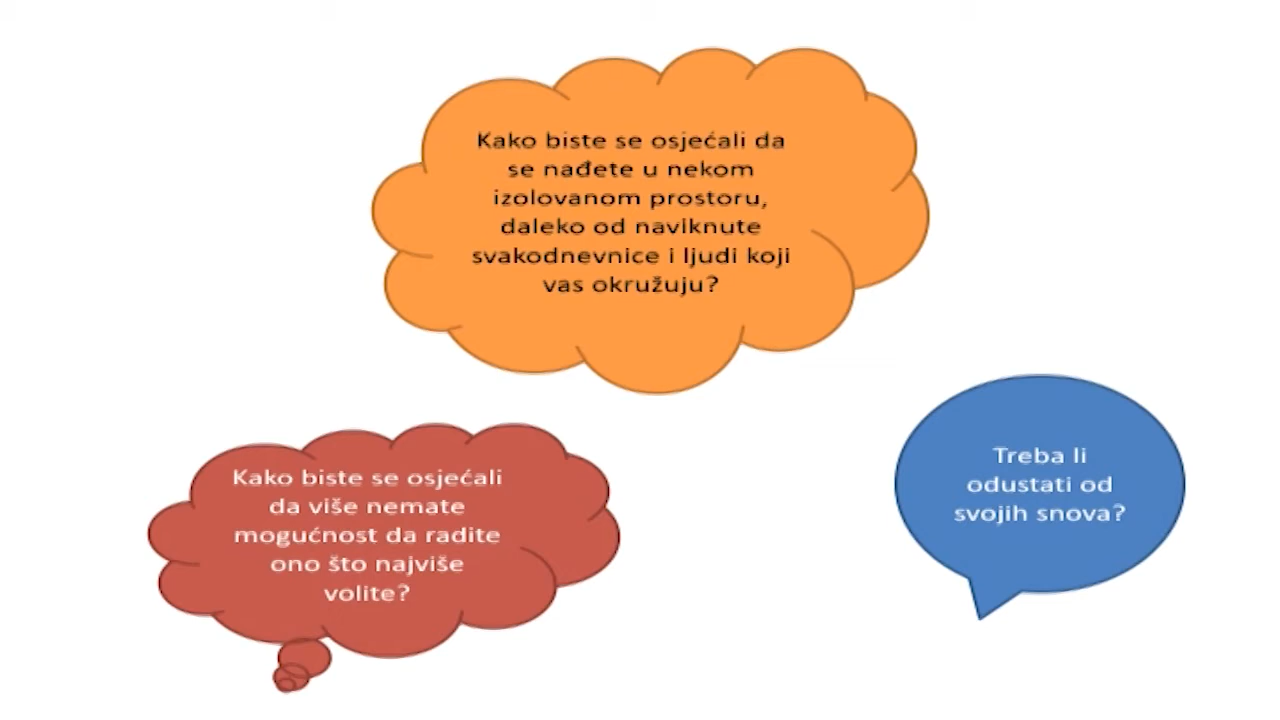 Kako biste se osjećali da
se nađete u nekom
izolovanom prostoru,
daleko od naviknute
svakodnevnice i ljudi koji
vas okružuju?
Kako biste se osjećali
da više nemate
mogućnost da radite
ono što najviše
volite?
Treba li
odustati od
svojih snova?